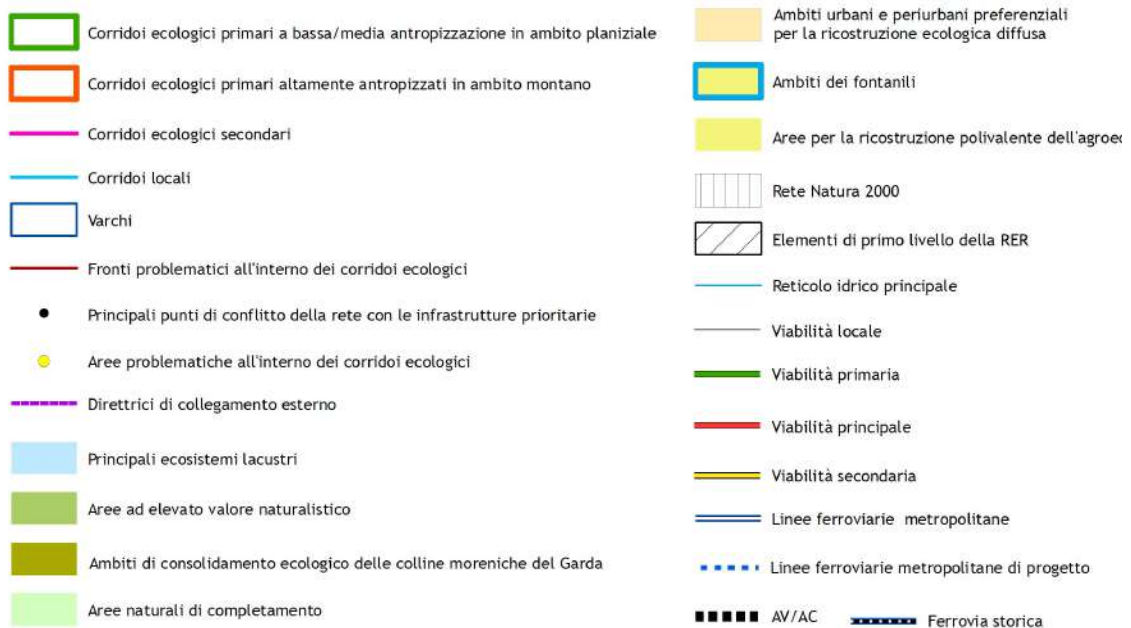 Corridoi ecologici primari a bassa/media antropizzazione in ambito planiziale
Corridoi ecologici primari altamente antropizzati in ambito montano
Corridoi ecologici secondari
Corridoi locali
Varchi
Fronti problematici all'interno dei corridoi ecologici
Principali punti di conflitto della rete con le infrastrutture prioritarie
Aree problematiche all'interno dei corridoi ecologici
Direttrici di collegamento esterno
Principali ecosistemi lacustri
Aree ad elevato valore naturalistico
Ambiti di consolidamento ecologico delle colline moreniche del Garda
Aree naturali di completamento
Ambiti urbani e periurbani preferenziali
per la ricostruzione ecologica diffusa
Ambiti dei fontanili
Aree per la ricostruzione polivalente dell'agroec
Rete Natura 2000
Elementi di primo livello della RER
Reticolo idrico principale
Viabilità locale
Viabilità primaria
Viabilità principale
Viabilità secondaria
Linee ferroviarie metropolitane
Linee ferroviarie metropolitane di progetto
AV/AC
Ferrovia storica